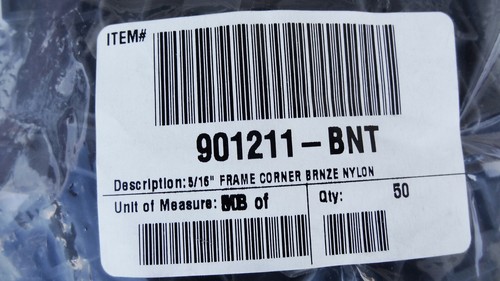 ITEM#
901211-BNT
Description: 5/16" FRAME CORNER BRNZE NYLON
Unit of Measure: of
Qty: 50